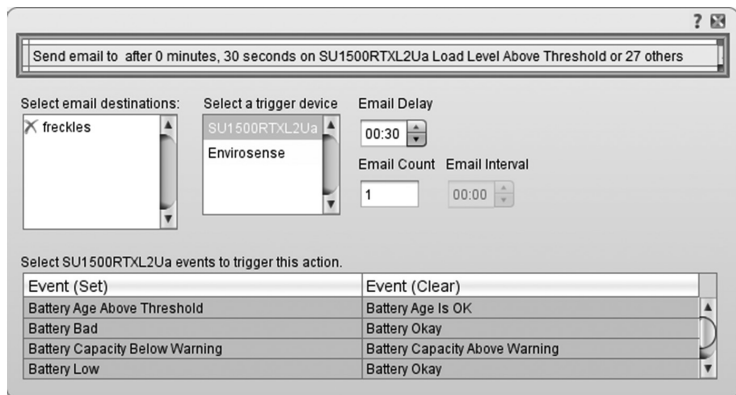 ?
Send email to after 0 minutes, 30 seconds on SU1500RTXL2Ua Load Level Above Threshold or 27 others
Select email destinations: Select a trigger device Email Delay
freckles SU1500RTXL2Ua 00:30
Envirosense
Email Count Email Interval
1 00:00
Select SU1500RTXL2Ua events to trigger this action.
Event (Set) Event (Clear)
Battery Age Above Threshold Battery Age Is OK
Battery Bad Battery Okay
Battery Capacity Below Warning Battery Capacity Above Warning
Battery Low Battery Okay